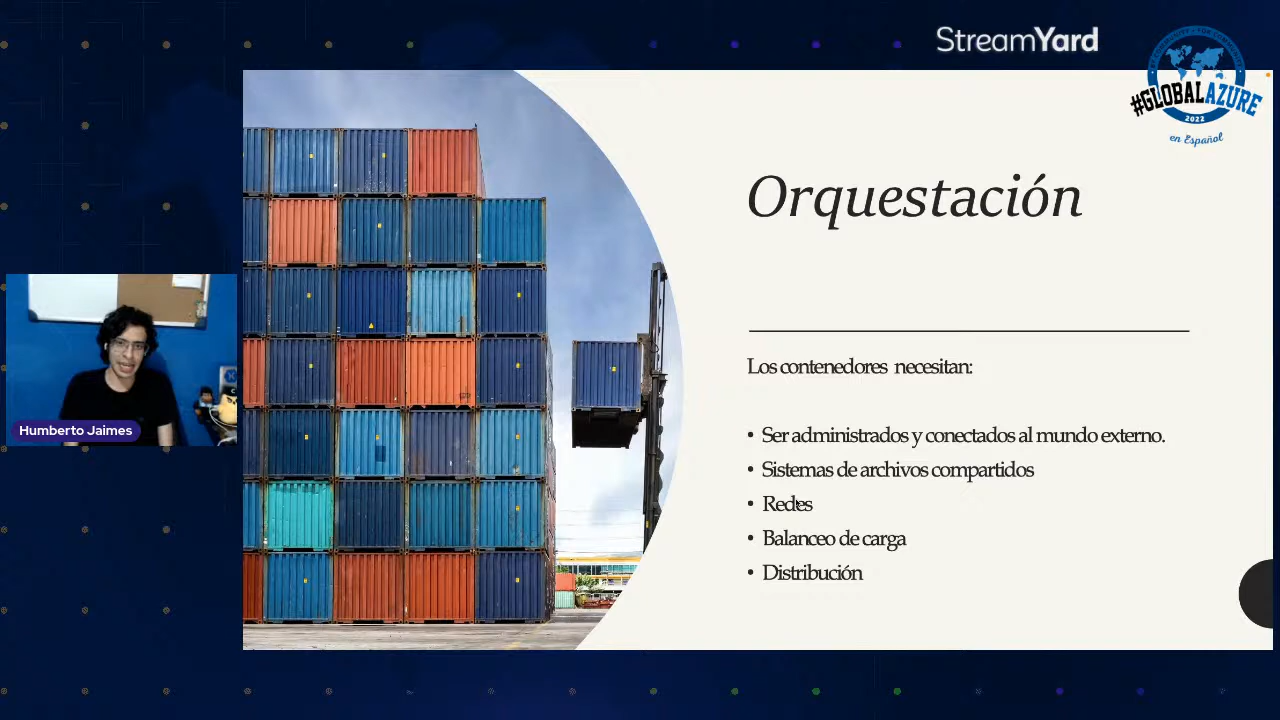 StreamYard
#GLOBALAZURE
2022
en Español
Orquestación
Los contenedores necesitan:
• Ser administrados y conectados al mundo externo.
• Sistemas de archivos compartidos
• Redes
• Balanceo de carga
• Distribución
Humberto Jaimes